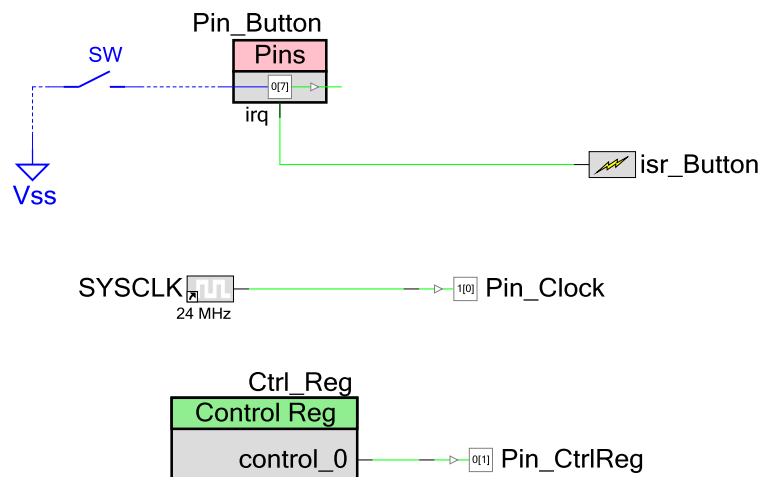 Pin_Button
SW
Pins
0[7]
irq
isr_Button
Vss
SYSCLK
1[0]
Pin_Clock
24 MHz
Ctrl_Reg
Control Reg
control_0
0[1]
Pin_CtrlReg